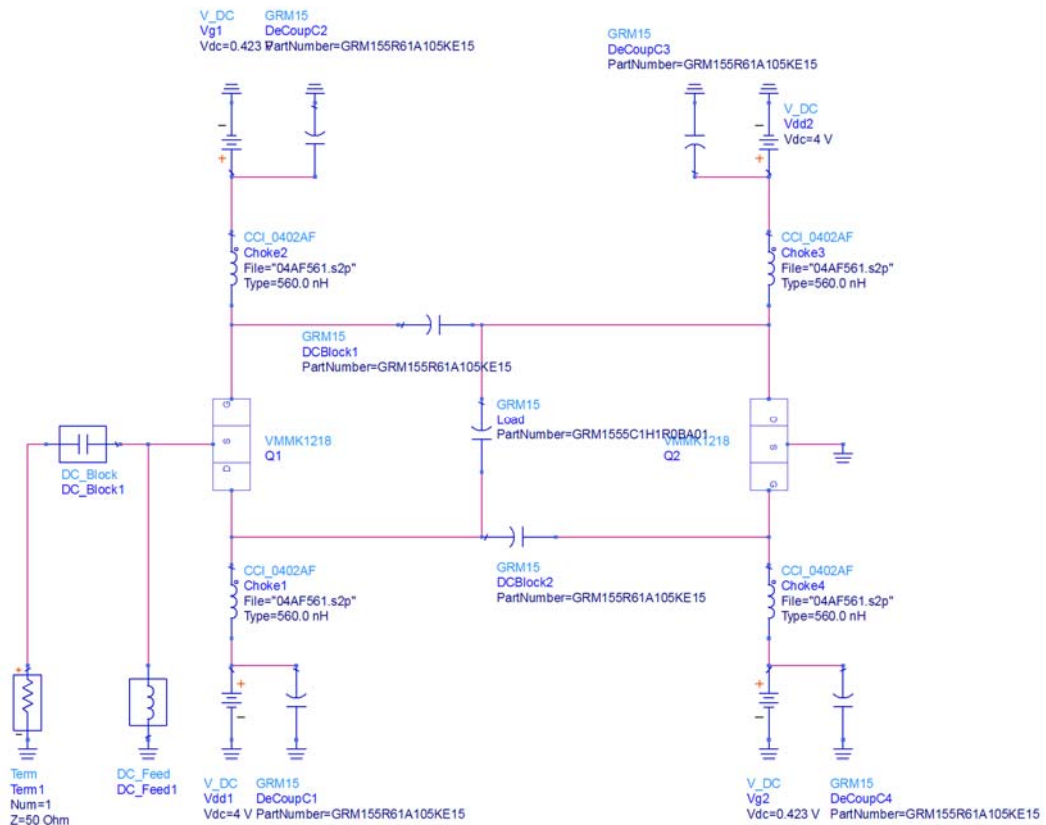 V_DC
Vg1
Vdc=0.423 V
GRM15
DeCoupC2
PartNumber=GRM155R61A105KE15
GRM15
DeCoupC3
PartNumber=GRM155R61A105KE15
V_DC
Vdd2
Vdc=4 V
–
+
–
+
CCI_0402AF
Choke2
File="04AF561.s2p"
Type=560.0 nH
CCI_0402AF
Choke3
File="04AF561.s2p"
Type=560.0 nH
GRM15
DCBlock1
PartNumber=GRM155R61A105KE15
G
S
D
VMMK1218
Q1
GRM15
Load
PartNumber=GRM1555C1H1R0BA01
VMMK1218
Q2
D
S
G
DC_Block
DC_Block1
CCI_0402AF
Choke1
File="04AF561.s2p"
Type=560.0 nH
GRM15
DCBlock2
PartNumber=GRM155R61A105KE15
CCI_0402AF
Choke4
File="04AF561.s2p"
Type=560.0 nH
+
–
+
–
+
–
Term
Term1
Num=1
Z=50 Ohm
DC_Feed
DC_Feed1
V_DC
Vdd1
Vdc=4 V
GRM15
DeCoupC1
PartNumber=GRM155R61A105KE15
V_DC
Vg2
Vdc=0.423 V
GRM15
DeCoupC4
PartNumber=GRM155R61A105KE15